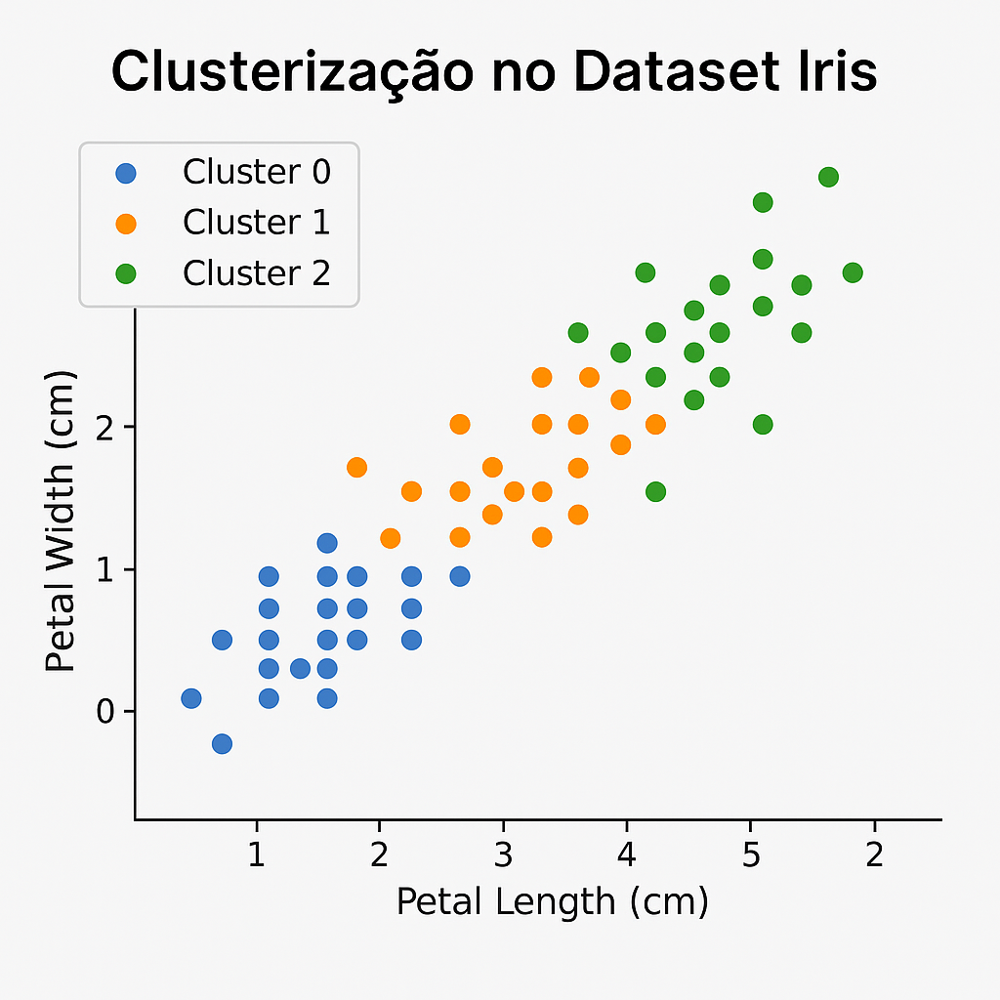 Clusterização no Dataset Iris
Cluster 0
Cluster 1
Cluster 2
Petal Width (cm)
2
1
0
1 2 3 4 5 2
Petal Length (cm)